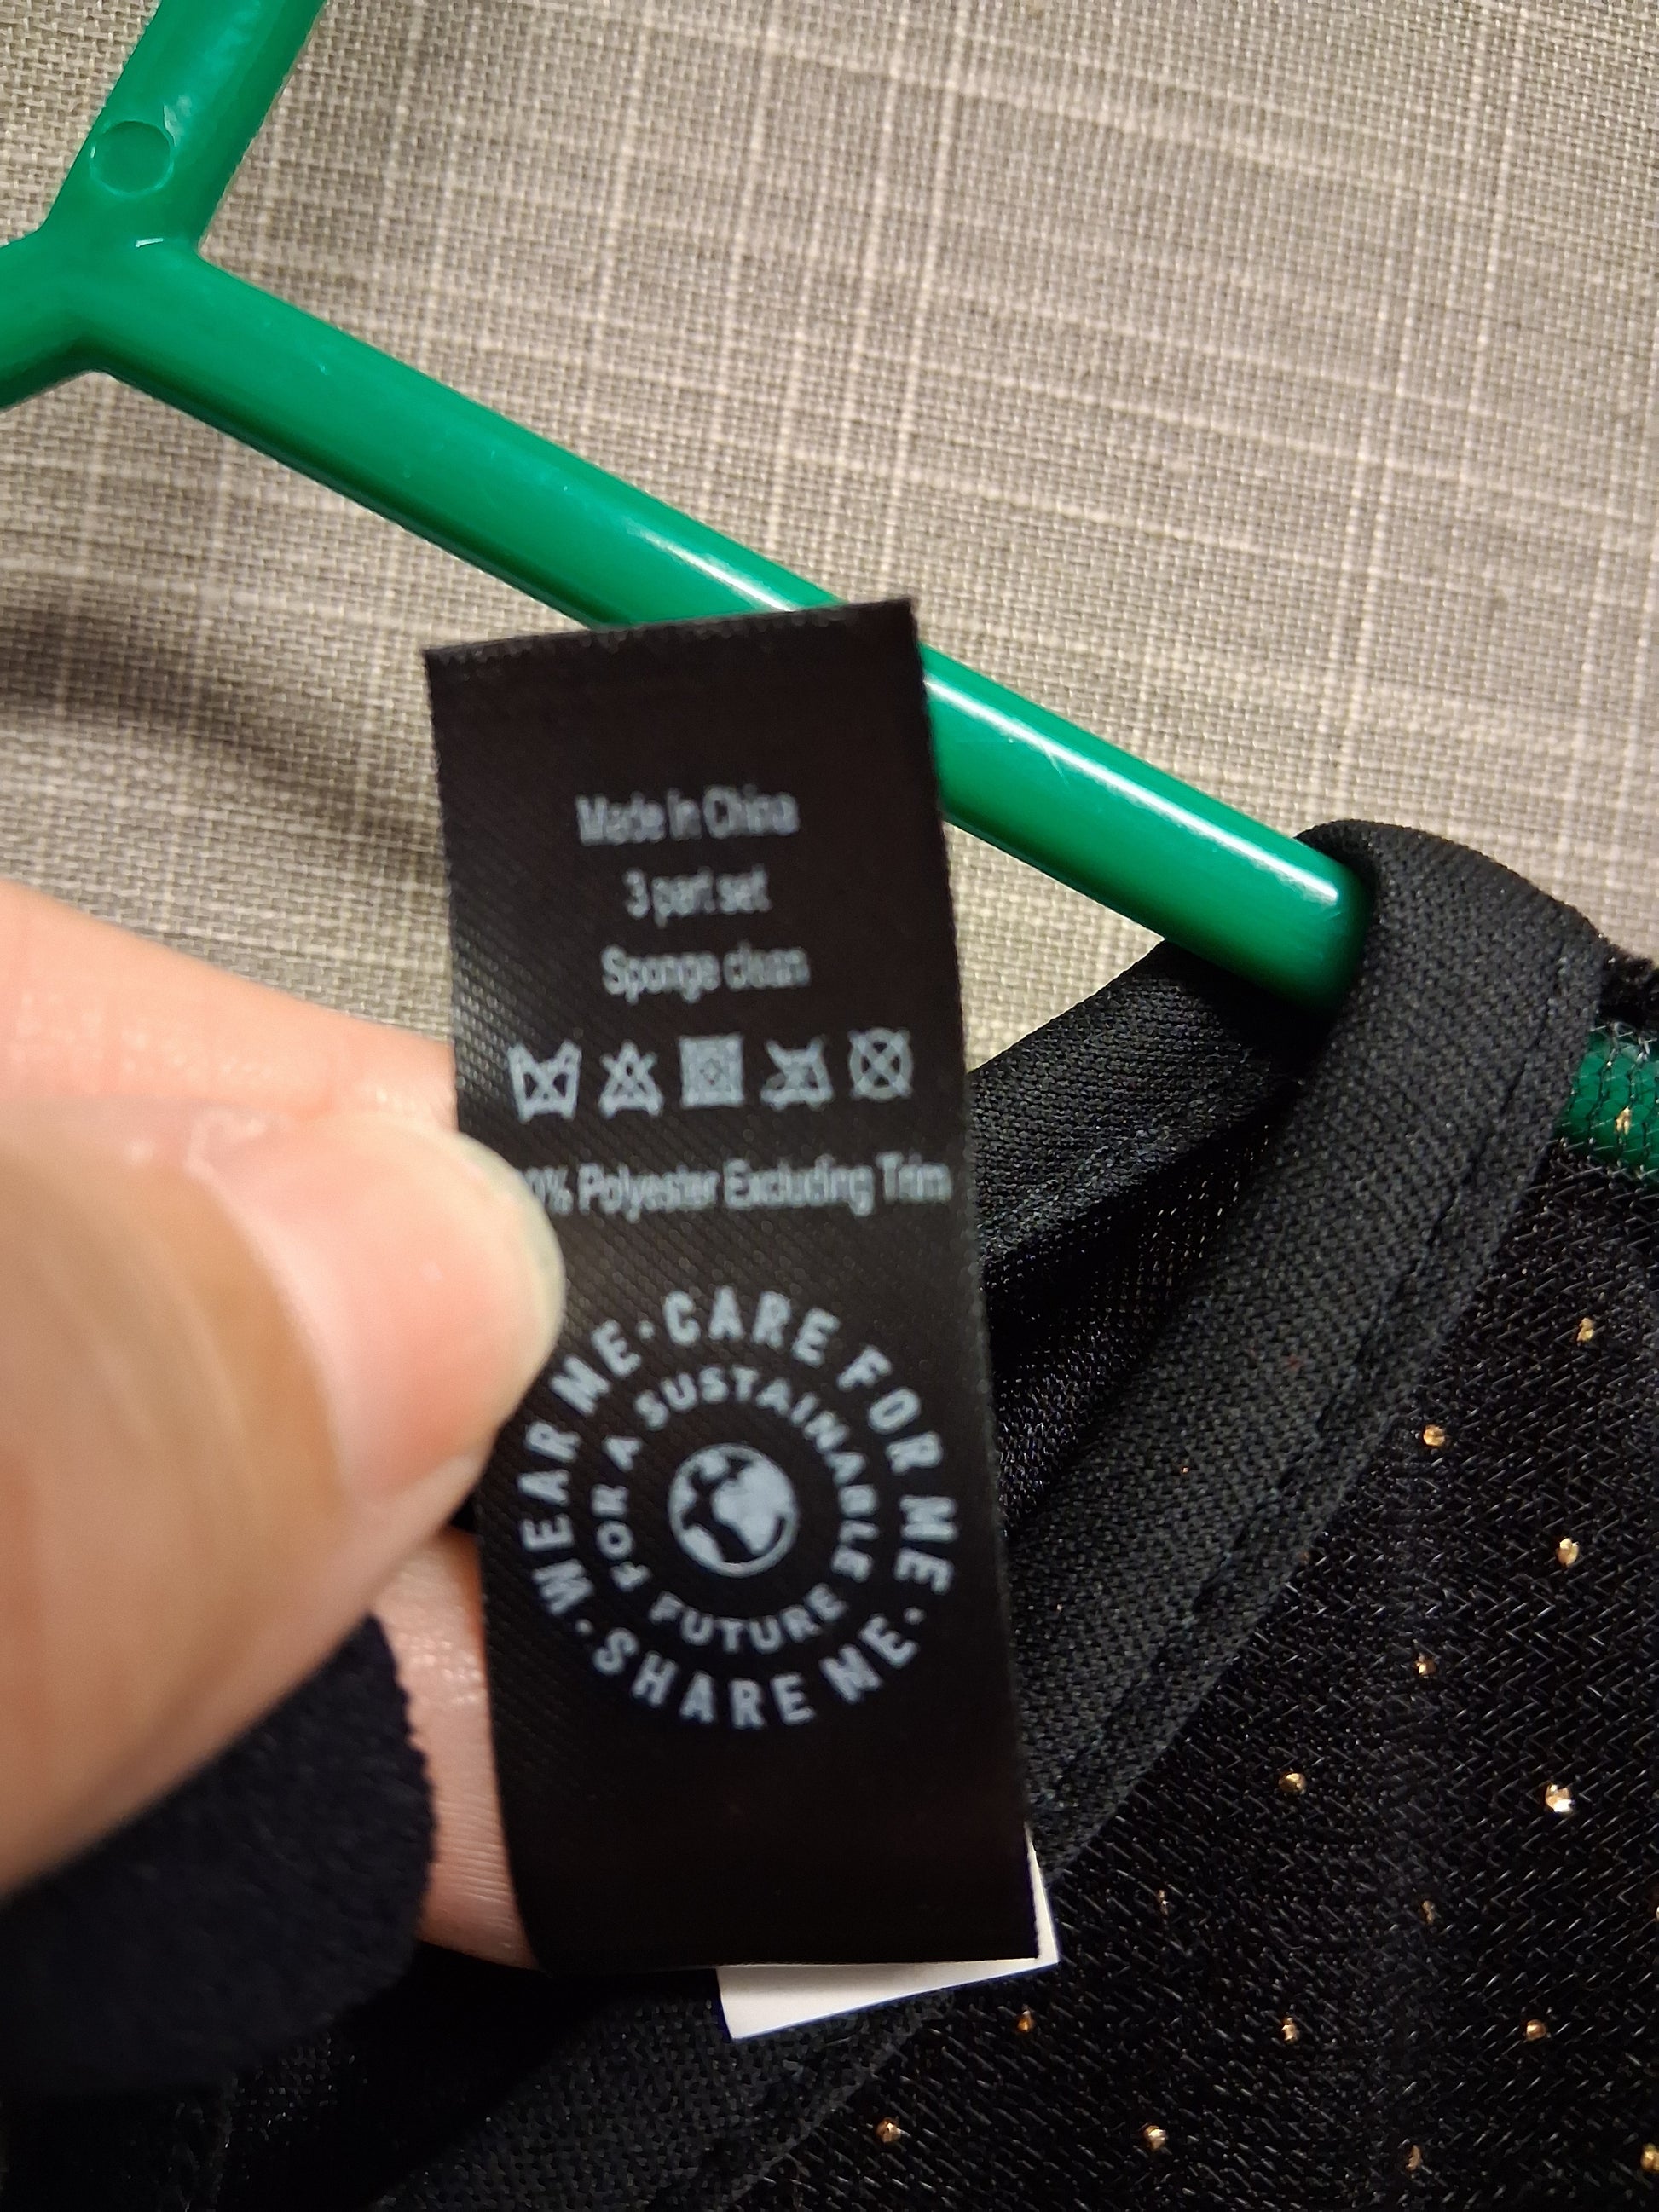 Made in China
3 part set
Sponge clean
0% Polyester Excluding Trim
WEAR ME · CARE FOR ME · SHARE ME ·
FOR A SUSTAINABLE FUTURE